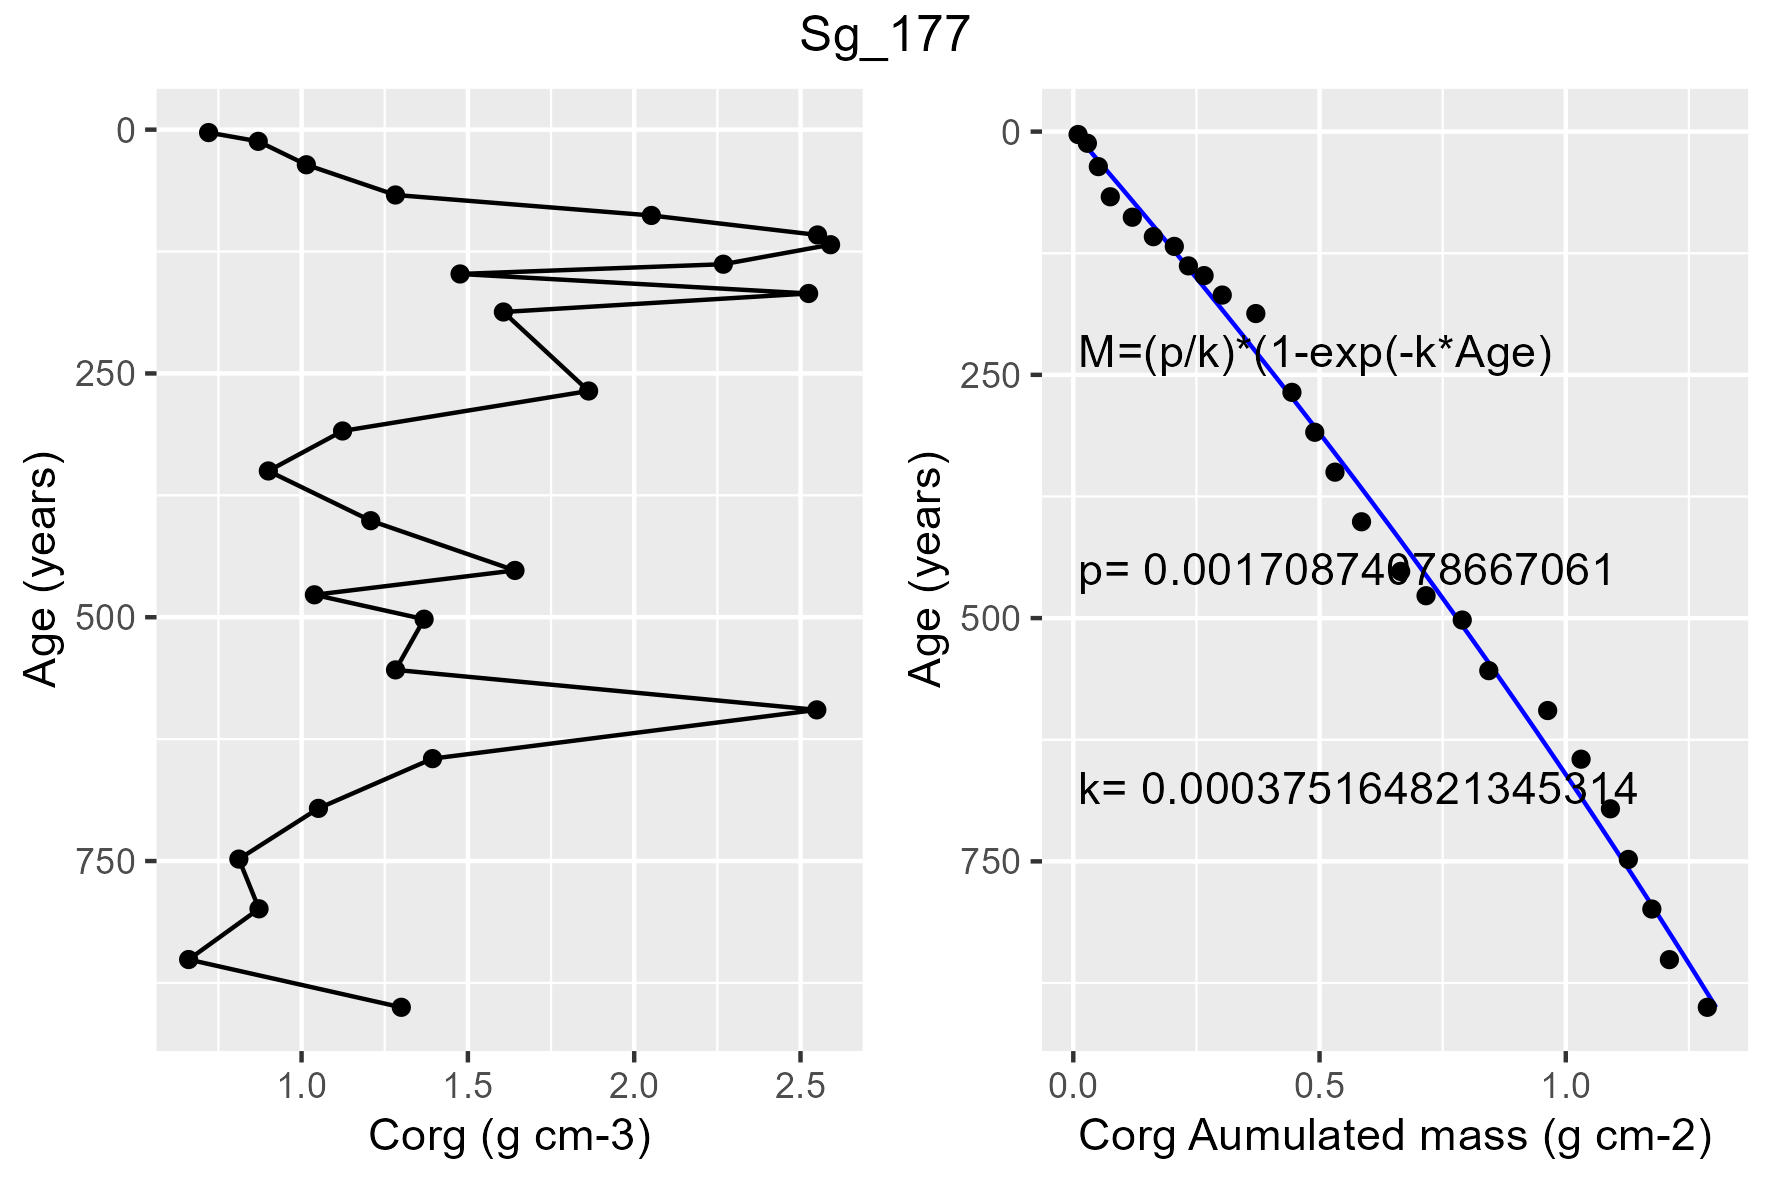 Sg_177
0
250
500
750
Age (years)
1.0 1.5 2.0 2.5
Corg (g cm-3)
0
250
500
750
Age (years)
M=(p/k)*(1-exp(-k*Age)
p= 0.00170874078667061
k= 0.000375164821345314
0.0 0.5 1.0
Corg Aumulated mass (g cm-2)